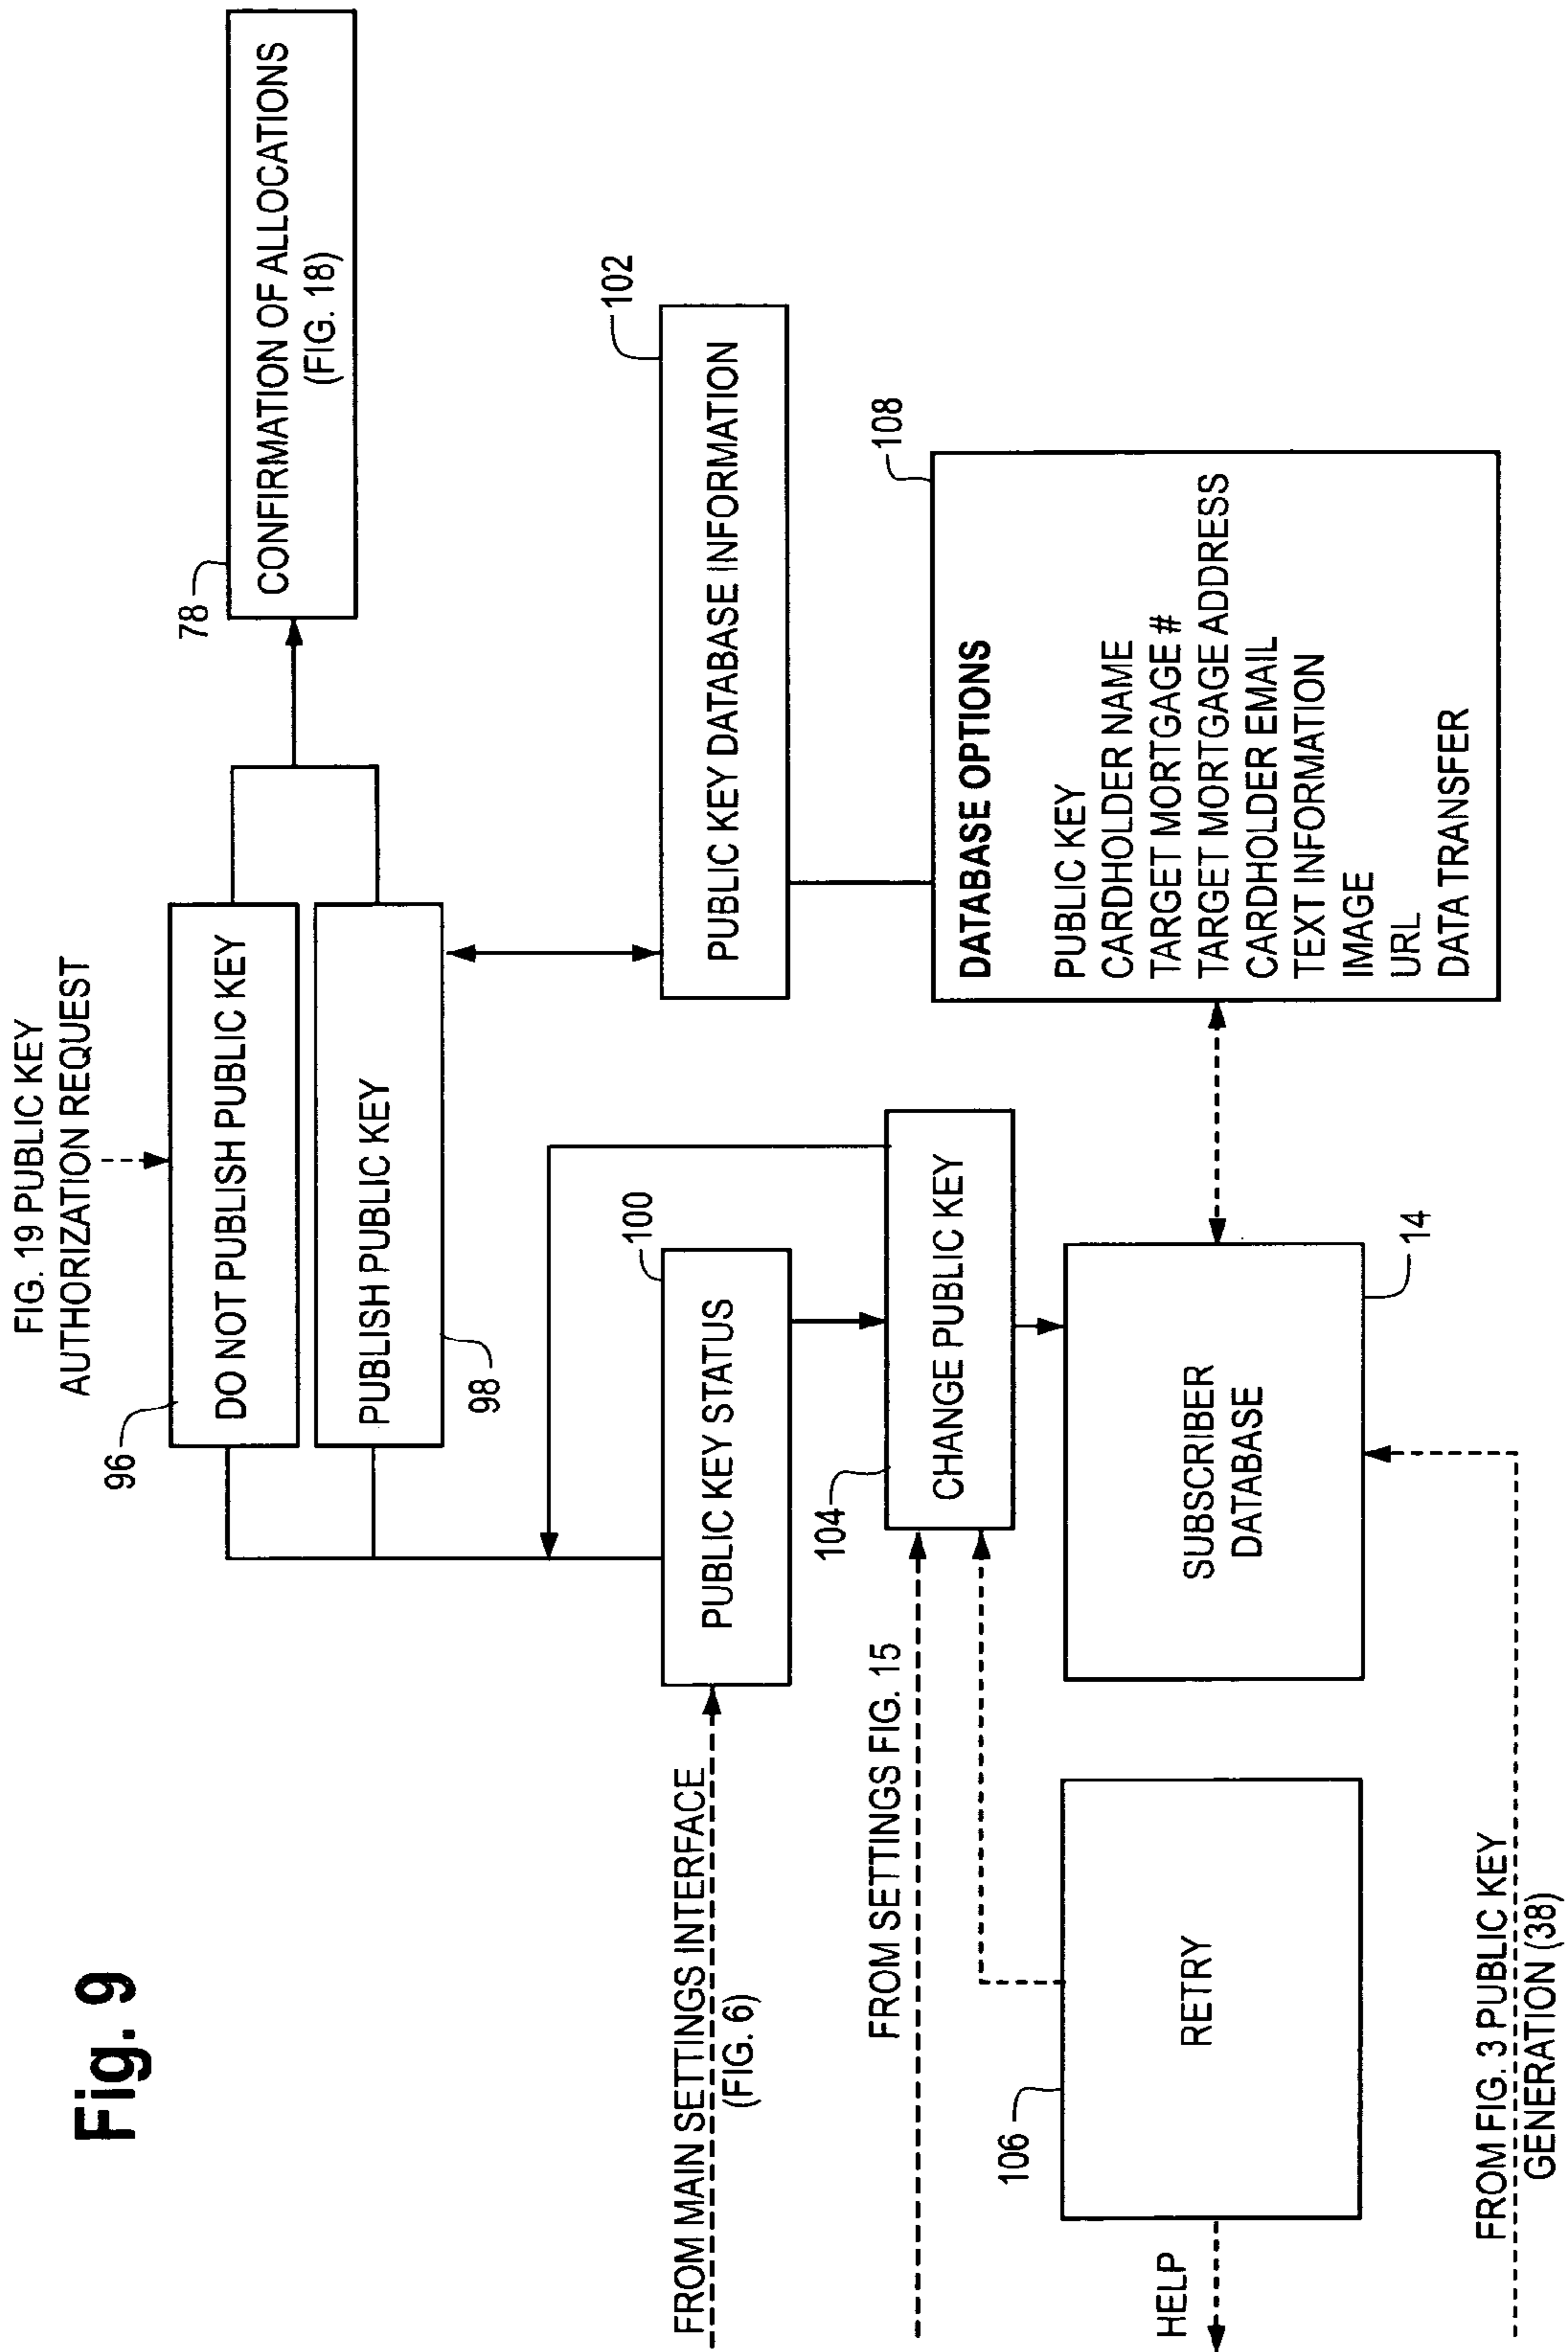 Fig. 9
FIG. 19 PUBLIC KEY
AUTHORIZATION REQUEST
96
DO NOT PUBLISH PUBLIC KEY
PUBLISH PUBLIC KEY
98
78
CONFIRMATION OF ALLOCATIONS
(FIG. 18)
FROM MAIN SETTINGS INTERFACE
(FIG. 6)
PUBLIC KEY STATUS
100
PUBLIC KEY DATABASE INFORMATION
102
FROM SETTINGS FIG. 15
104
CHANGE PUBLIC KEY
108
DATABASE OPTIONS
PUBLIC KEY
CARDHOLDER NAME
TARGET MORTGAGE #
TARGET MORTGAGE ADDRESS
CARDHOLDER EMAIL
TEXT INFORMATION
IMAGE
URL
DATA TRANSFER
HELP
106
RETRY
SUBSCRIBER
DATABASE
14
FROM FIG. 3 PUBLIC KEY
GENERATION (38)